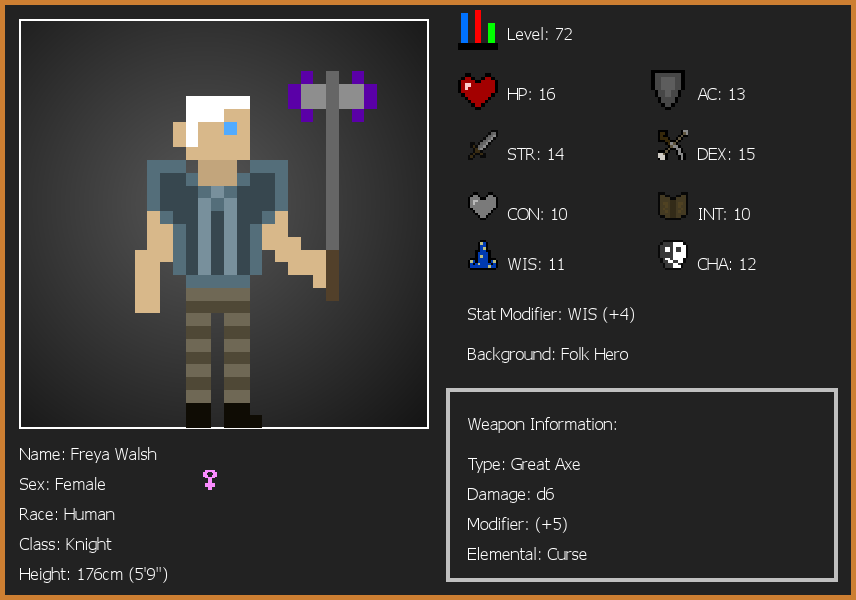 Level: 72
HP: 16
AC: 13
STR: 14
DEX: 15
CON: 10
INT: 10
WIS: 11
CHA: 12
Stat Modifier: WIS (+4)
Background: Folk Hero
Weapon Information:
Type: Great Axe
Damage: d6
Modifier: (+5)
Elemental: Curse
Name: Freya Walsh
Sex: Female
Race: Human
Class: Knight
Height: 176cm (5'9")